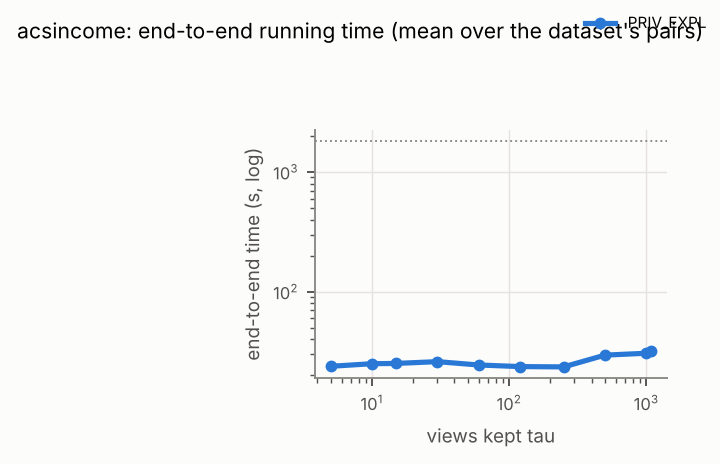 PRIV_EXPL
acsincome: end-to-end running time (mean over the dataset's pairs)
end-to-end time (s, log)
10³
10²
10¹ 10² 10³
views kept tau